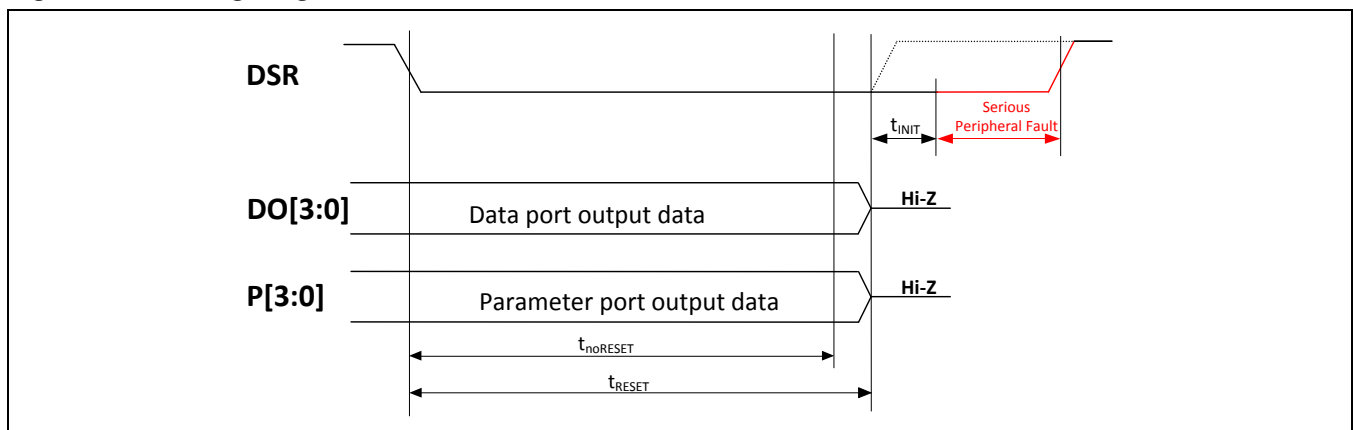 DSR
Serious
Peripheral Fault
tINIT
DO[3:0]
Data port output data
Hi-Z
P[3:0]
Parameter port output data
Hi-Z
tnoRESET
tRESET